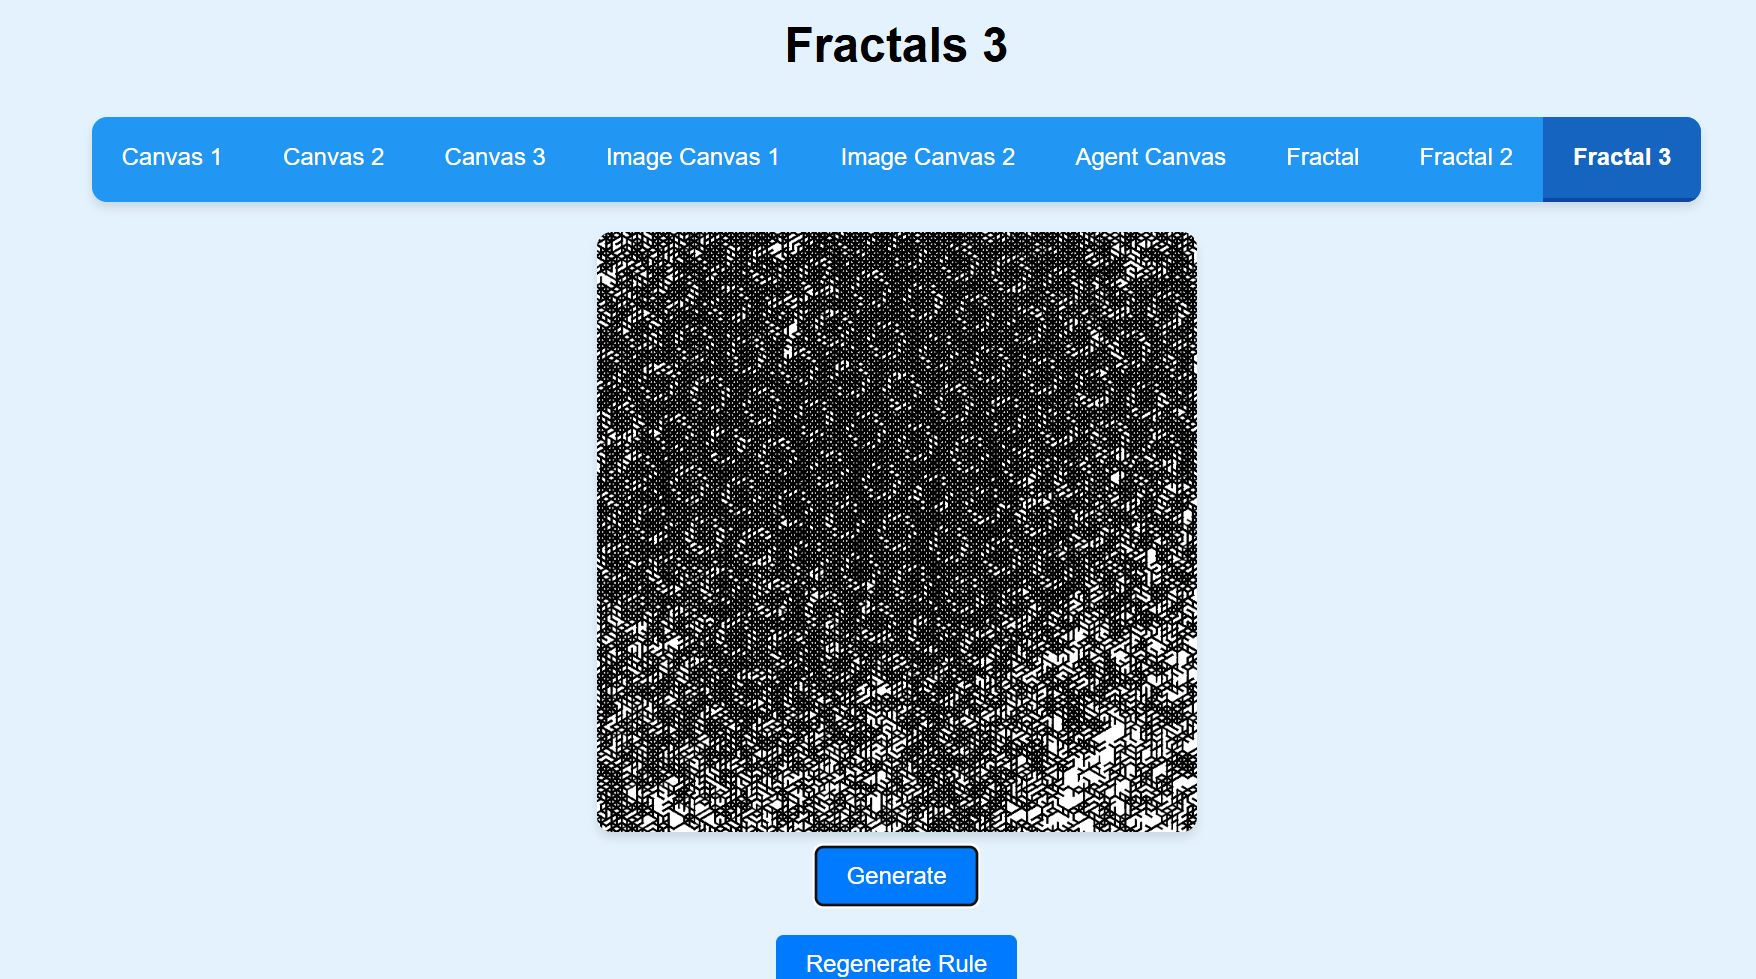 Fractals 3
Canvas 1 Canvas 2 Canvas 3 Image Canvas 1 Image Canvas 2 Agent Canvas Fractal Fractal 2 Fractal 3
Generate
Regenerate Rule